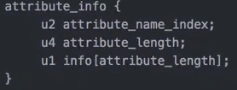 attribute_info {
    u2 attribute_name_index;
    u4 attribute_length;
    u1 info[attribute_length];
}